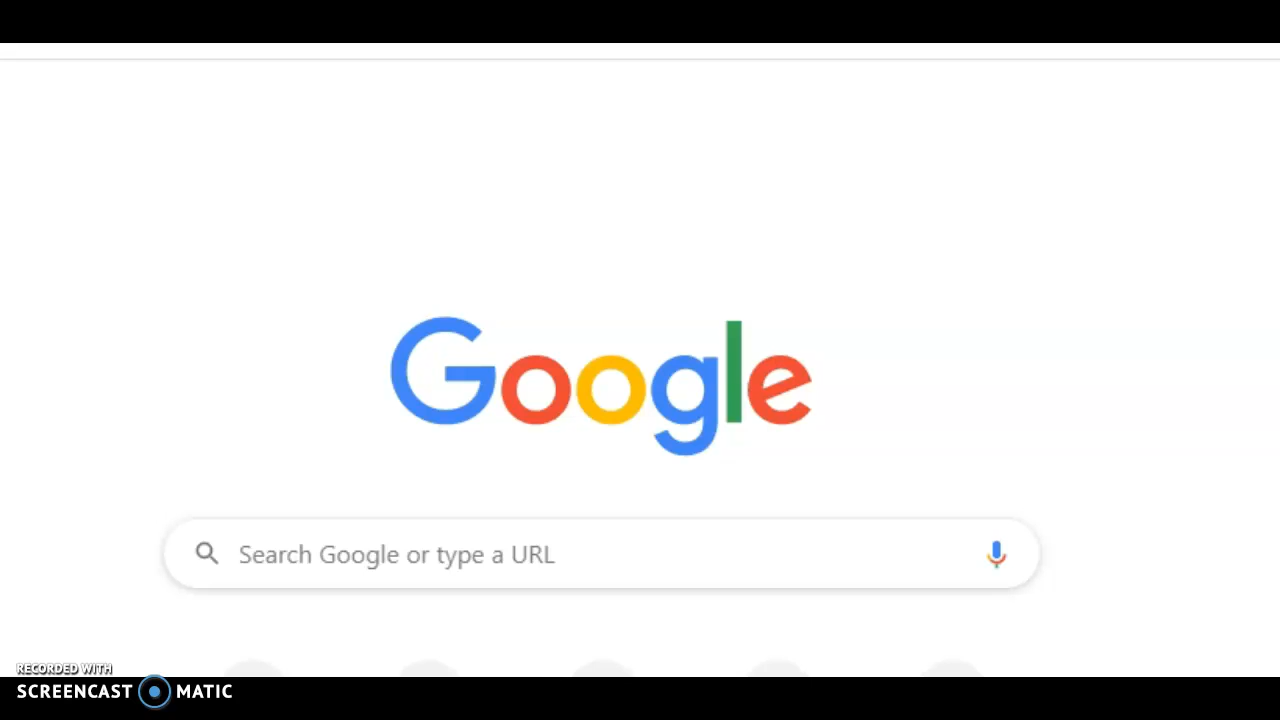 Google
Search Google or type a URL
RECORDED WITH
SCREENCAST MATIC